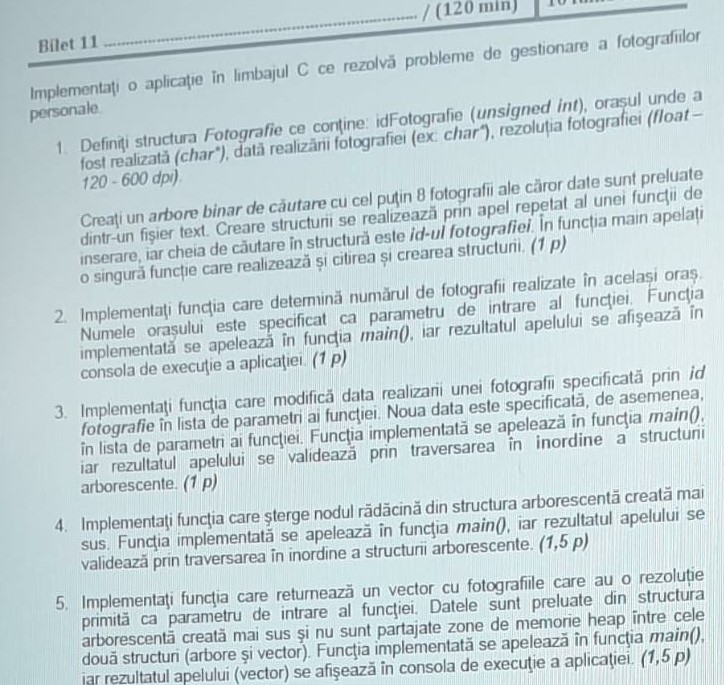 Bilet 11 ........................................ / (120 min)
Implementați o aplicație în limbajul C ce rezolvă probleme de gestionare a fotografiilor
personale.
1. Definiți structura Fotografie ce conține: idFotografie (unsigned int), orașul unde a
fost realizată (char*), dată realizării fotografiei (ex: char*), rezoluția fotografiei (float –
120 - 600 dpi).
Creați un arbore binar de căutare cu cel puțin 8 fotografii ale căror date sunt preluate
dintr-un fișier text. Creare structurii se realizează prin apel repetat al unei funcții de
inserare, iar cheia de căutare în structură este id-ul fotografiei. În funcția main apelați
o singură funcție care realizează și citirea și crearea structurii. (1 p)
2. Implementați funcția care determină numărul de fotografii realizate în același oraș.
Numele orașului este specificat ca parametru de intrare al funcției. Funcția
implementată se apelează în funcția main(), iar rezultatul apelului se afișează în
consola de execuție a aplicației. (1 p)
3. Implementați funcția care modifică data realizarii unei fotografii specificată prin id
fotografie în lista de parametri ai funcției. Noua data este specificată, de asemenea,
în lista de parametri ai funcției. Funcția implementată se apelează în funcția main(),
iar rezultatul apelului se validează prin traversarea în inordine a structurii
arborescente. (1 p)
4. Implementați funcția care șterge nodul rădăcină din structura arborescentă creată mai
sus. Funcția implementată se apelează în funcția main(), iar rezultatul apelului se
validează prin traversarea în inordine a structurii arborescente. (1,5 p)
5. Implementați funcția care returnează un vector cu fotografiile care au o rezoluție
primită ca parametru de intrare al funcției. Datele sunt preluate din structura
arborescentă creată mai sus și nu sunt partajate zone de memorie heap între cele
două structuri (arbore și vector). Funcția implementată se apelează în funcția main(),
iar rezultatul apelului (vector) se afișează în consola de execuție a aplicației. (1,5 p)